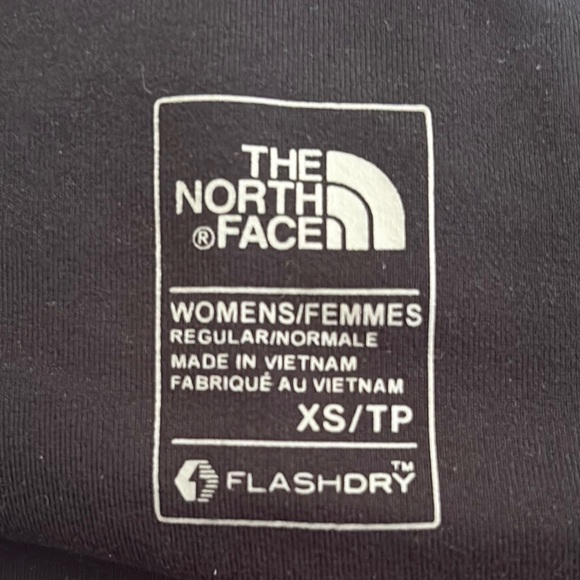 THE
NORTH
®FACE
WOMENS/FEMMES
REGULAR/NORMALE
MADE IN VIETNAM
FABRIQUÉ AU VIETNAM
XS/TP
FLASHDRY™